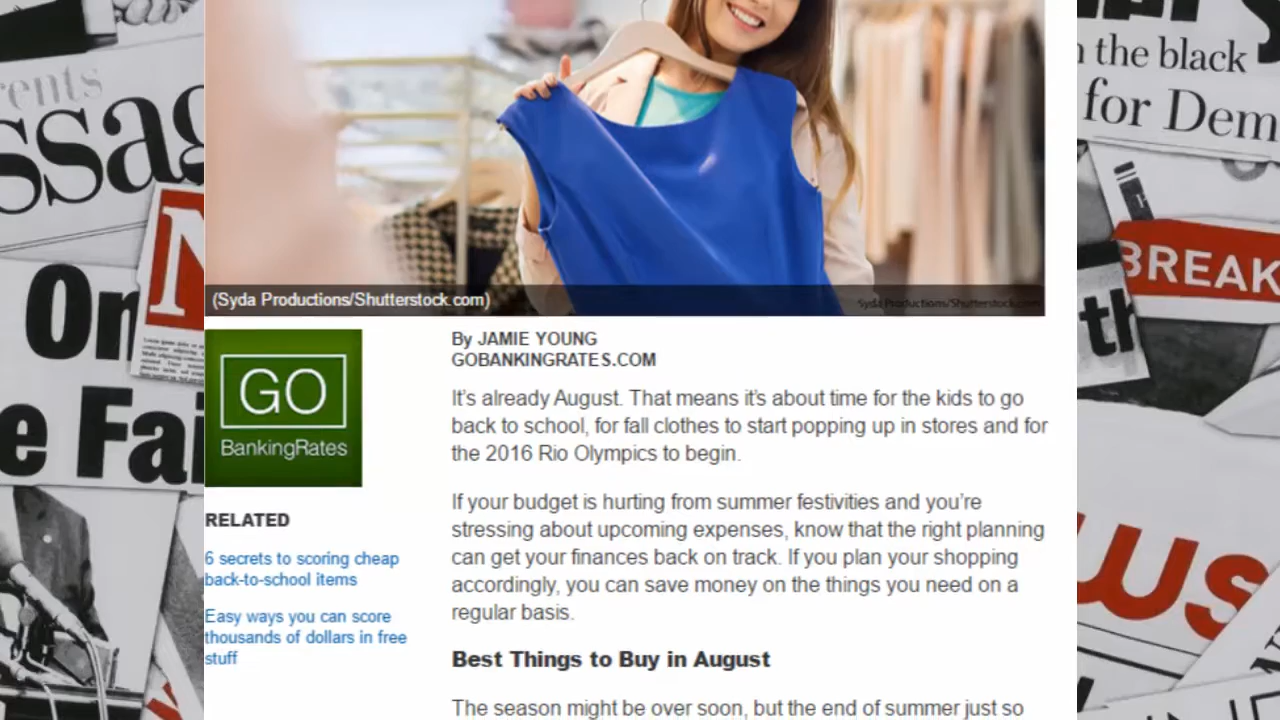 (Syda Productions/Shutterstock.com)
Syda Productions/Shutterstock.com
GO
BankingRates
RELATED
6 secrets to scoring cheap
back-to-school items
Easy ways you can score
thousands of dollars in free
stuff
By JAMIE YOUNG
GOBANKINGRATES.COM
It's already August. That means it's about time for the kids to go
back to school, for fall clothes to start popping up in stores and for
the 2016 Rio Olympics to begin.
If your budget is hurting from summer festivities and you're
stressing about upcoming expenses, know that the right planning
can get your finances back on track. If you plan your shopping
accordingly, you can save money on the things you need on a
regular basis.
Best Things to Buy in August
The season might be over soon, but the end of summer just so
rents
ssag
N
On
e Fai
n the black
for Dem
BREAK
th
WS